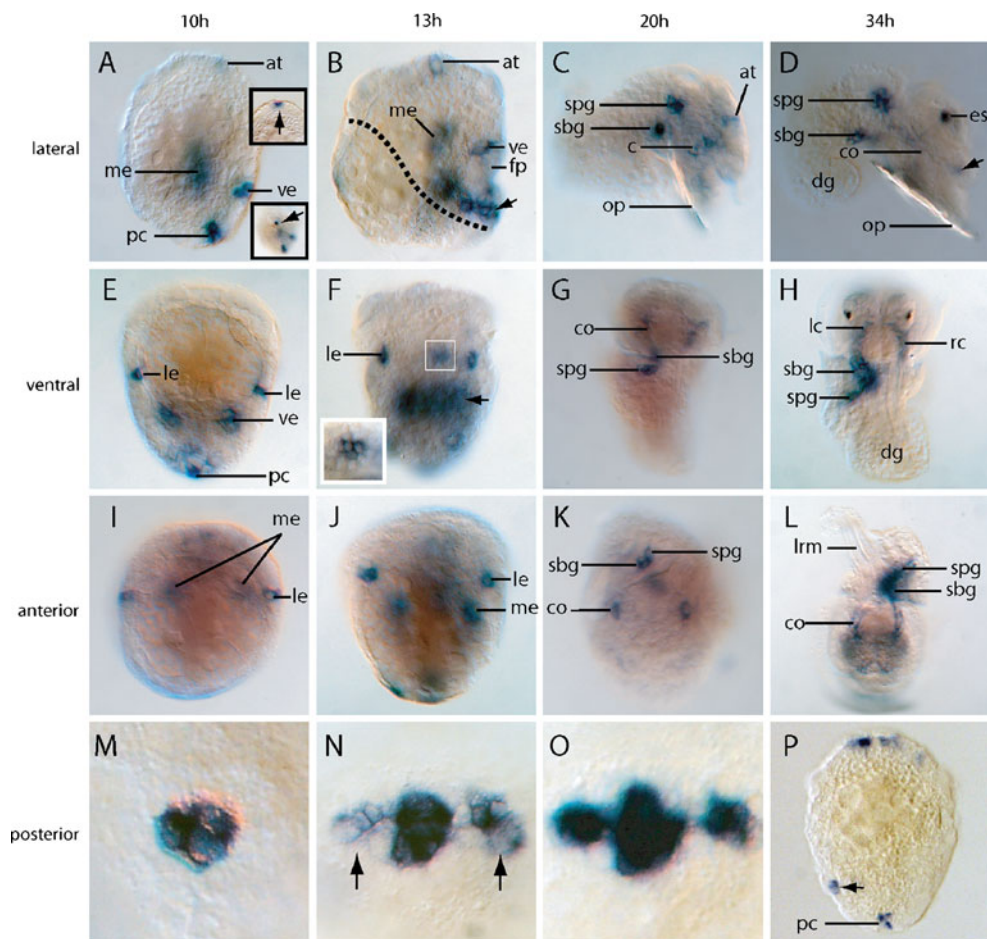 10h 13h 20h 34h
lateral
A at me ve pc
B at me ve fp
C at spg sbg c op
D spg es sbg co dg op
ventral
E le le ve pc
F le
G co sbg spg
H lc rc sbg spg dg
anterior
I me le
J le me
K spg sbg co
L lrm spg sbg co
posterior
M
N
O
P pc